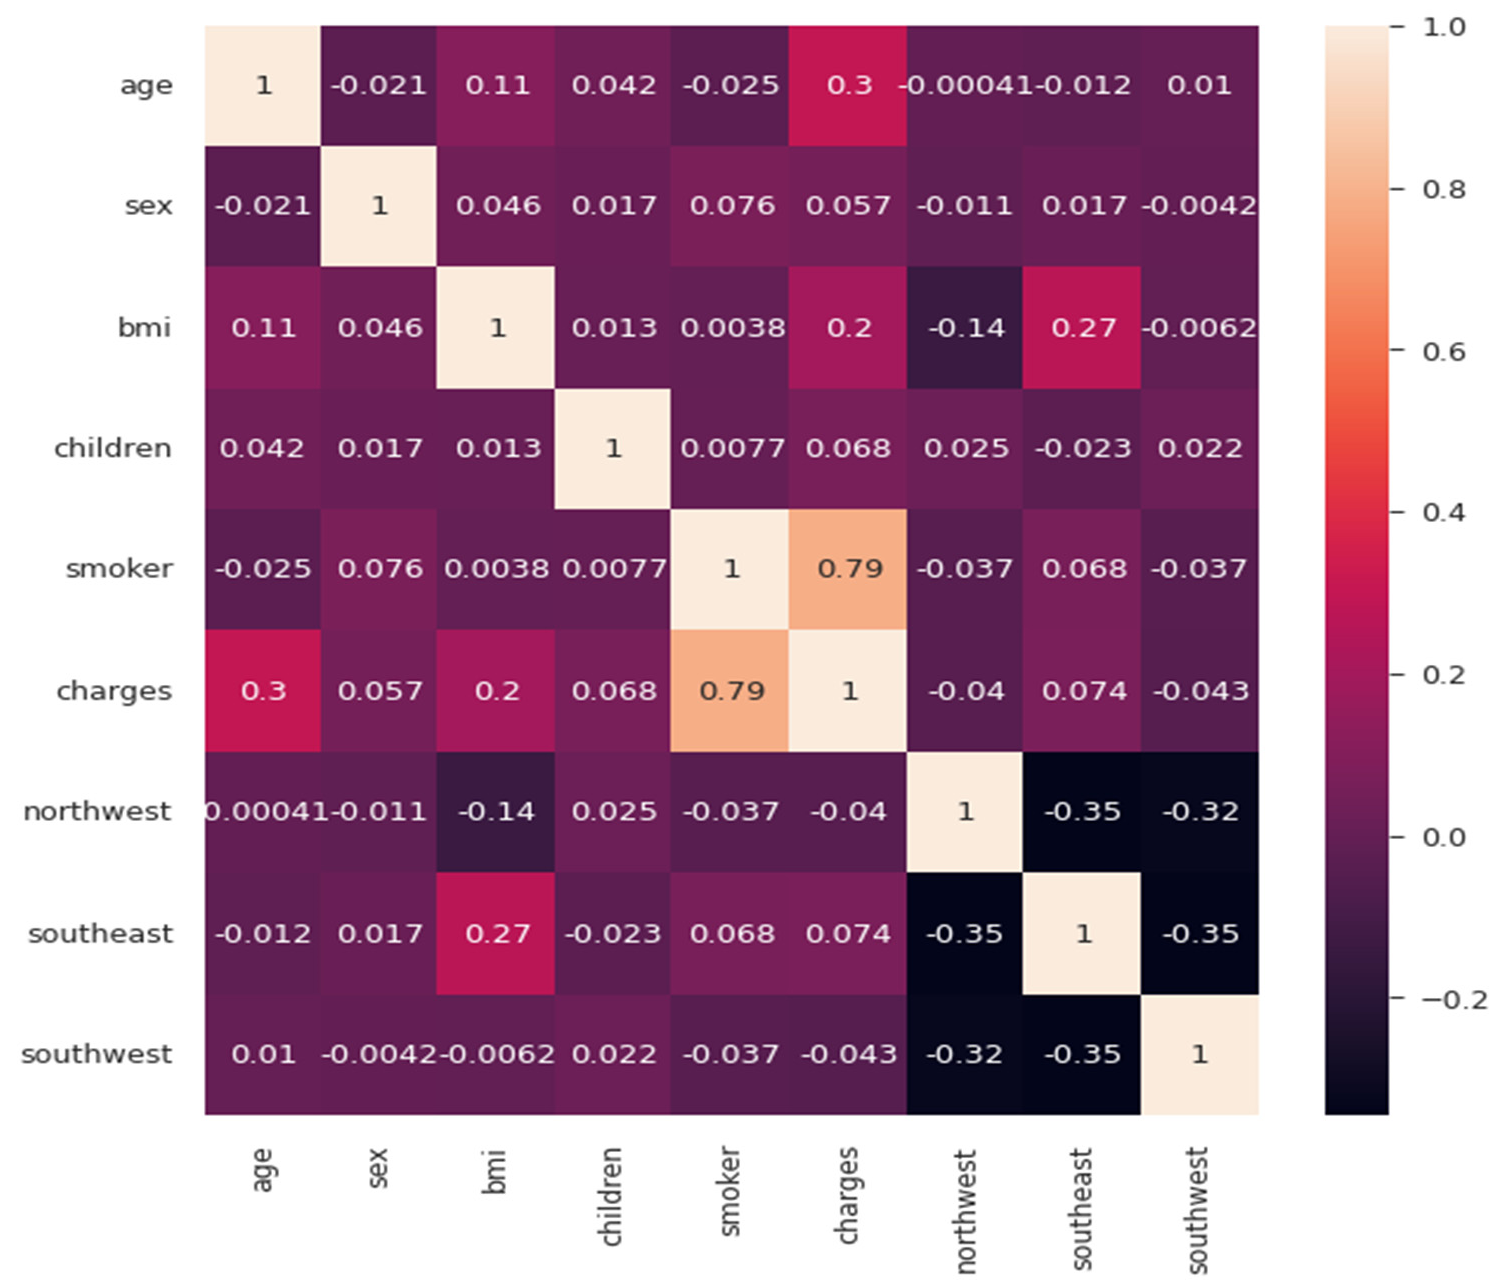 age 1 -0.021 0.11 0.042 -0.025 0.3 -0.00041 -0.012 0.01
sex -0.021 1 0.046 0.017 0.076 0.057 -0.011 0.017 -0.0042
bmi 0.11 0.046 1 0.013 0.0038 0.2 -0.14 0.27 -0.0062
children 0.042 0.017 0.013 1 0.0077 0.068 0.025 -0.023 0.022
smoker -0.025 0.076 0.0038 0.0077 1 0.79 -0.037 0.068 -0.037
charges 0.3 0.057 0.2 0.068 0.79 1 -0.04 0.074 -0.043
northwest 0.00041 -0.011 -0.14 0.025 -0.037 -0.04 1 -0.35 -0.32
southeast -0.012 0.017 0.27 -0.023 0.068 0.074 -0.35 1 -0.35
southwest 0.01 -0.0042 -0.0062 0.022 -0.037 -0.043 -0.32 -0.35 1
age sex bmi children smoker charges northwest southeast southwest
1.0
0.8
0.6
0.4
0.2
0.0
−0.2